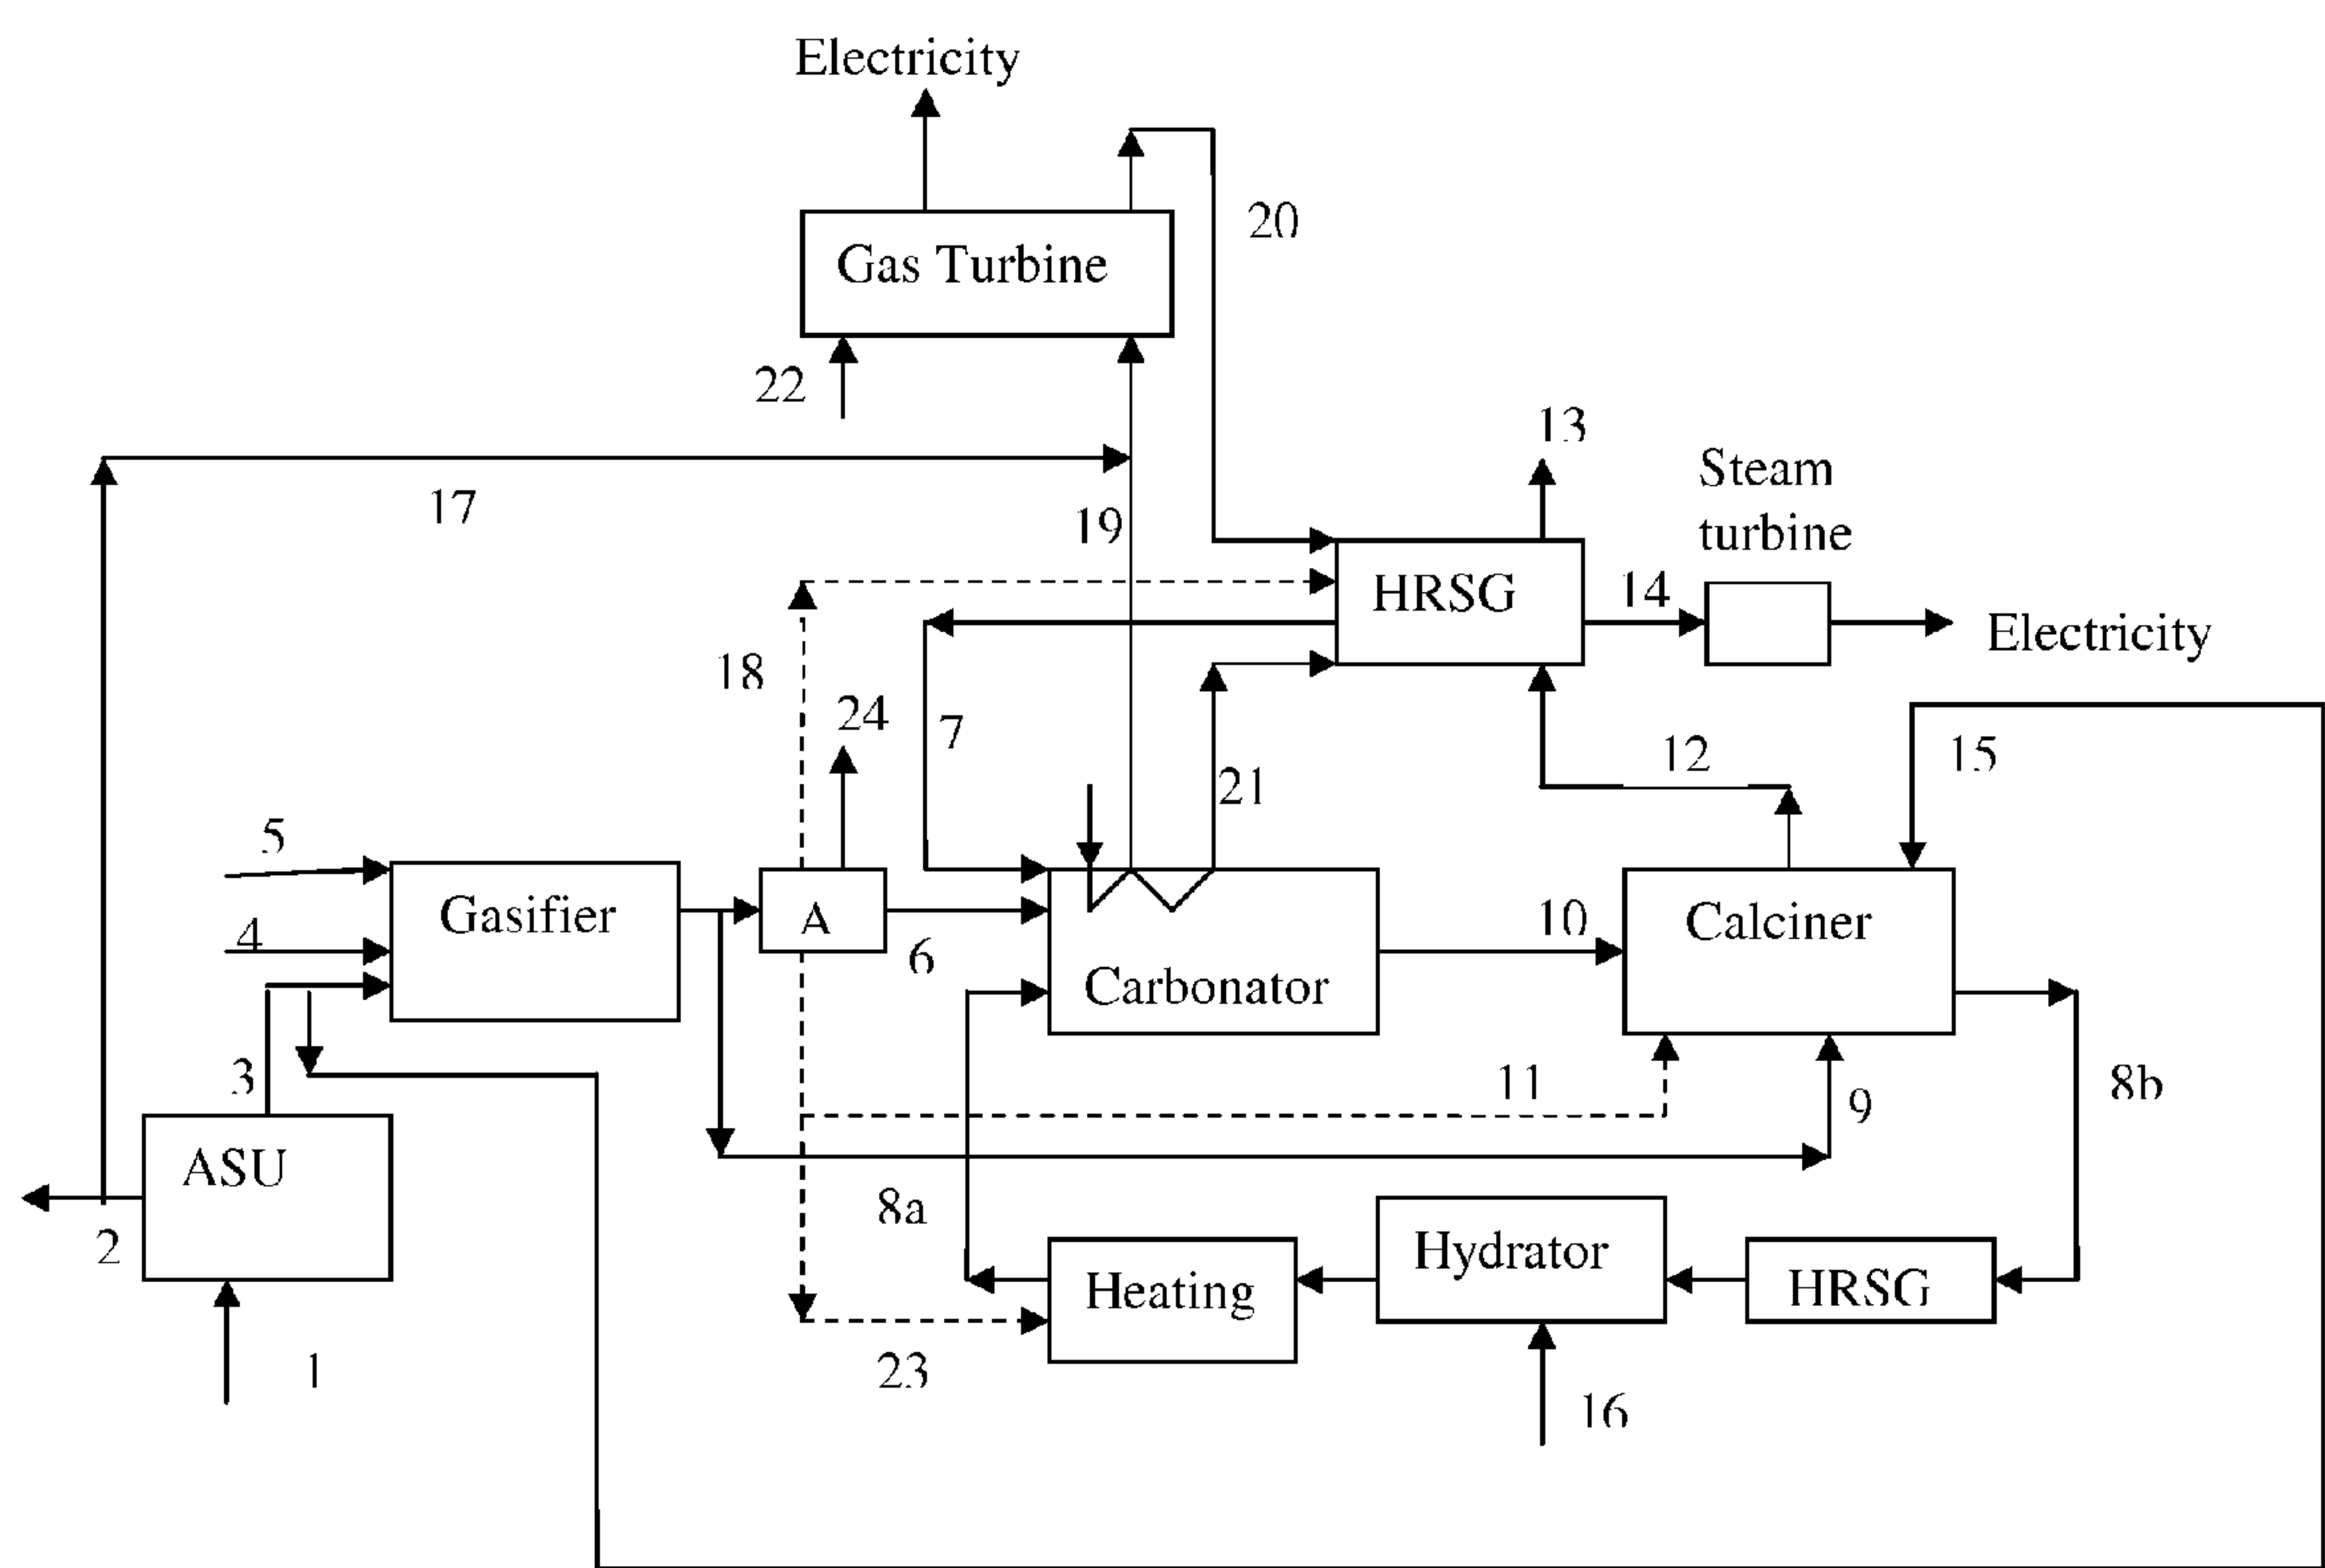 Electricity
20
Gas Turbine
22
13
Steam
turbine
17
19
HRSG
14
Electricity
18
24
7
12
15
21
5
Gasifier
A
10
Calciner
4
6
Carbonator
3
11
8b
9
ASU
8a
Hydrator
2
Heating
HRSG
1
23
16